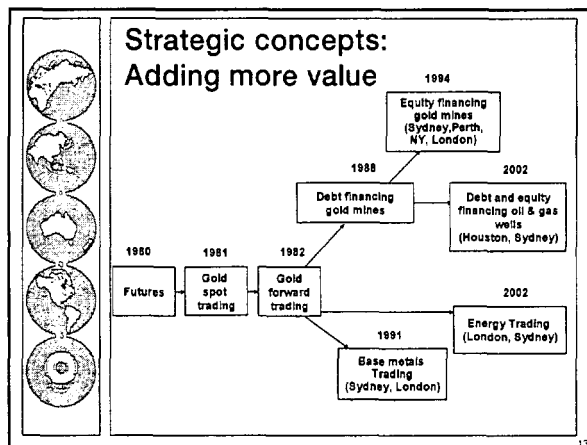 Strategic concepts:
Adding more value
1994
Equity financing
gold mines
(Sydney,Perth,
NY, London)
1988
2002
Debt financing
gold mines
Debt and equity
financing oil & gas
wells
(Houston, Sydney)
1980
1981
1982
Futures
Gold
spot
trading
Gold
forward
trading
2002
Energy Trading
(London, Sydney)
1991
Base metals
Trading
(Sydney, London)